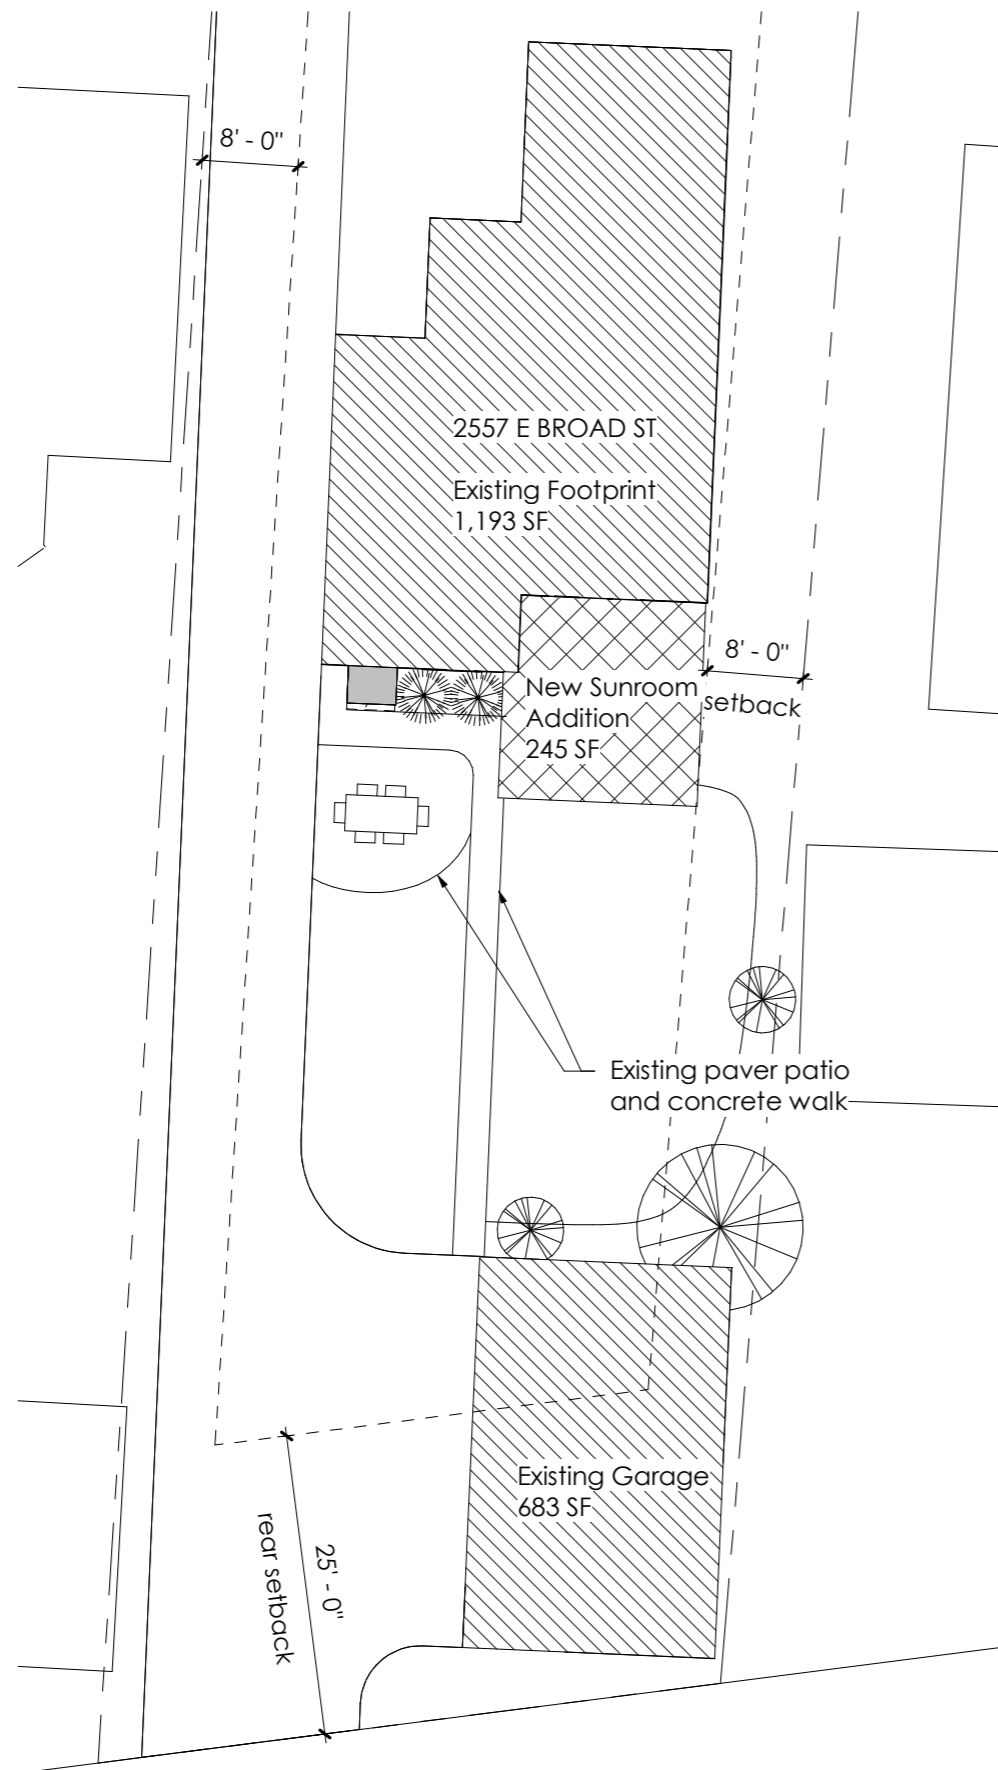 8' - 0"
2557 E BROAD ST
Existing Footprint
1,193 SF
8' - 0"
setback
New Sunroom
Addition
245 SF
Existing paver patio
and concrete walk
Existing Garage
683 SF
25' - 0"
rear setback